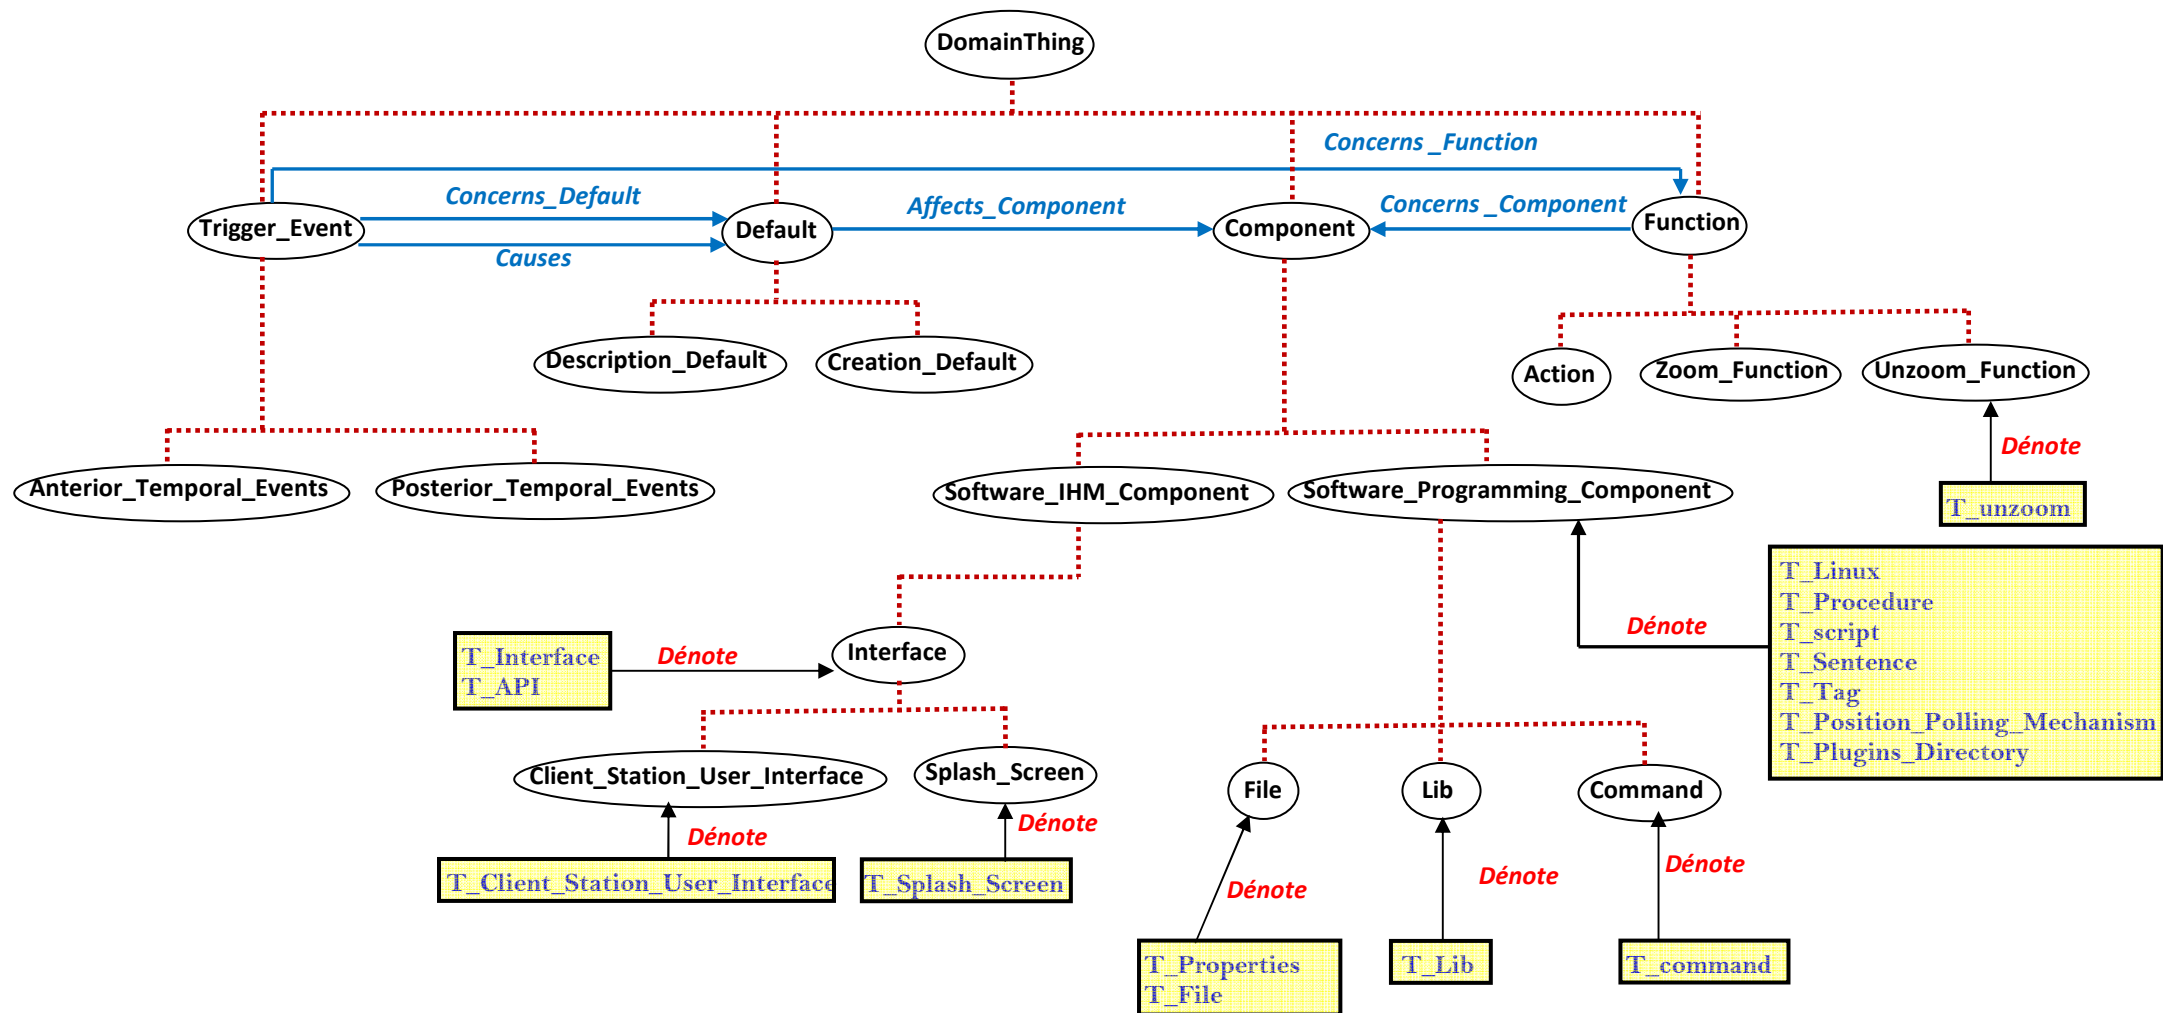 DomainThing
Concerns _Function
Concerns_Default
Affects_Component
Concerns _Component
Trigger_Event
Default
Component
Function
Causes
Description_Default
Creation_Default
Action
Zoom_Function
Unzoom_Function
Dénote
Anterior_Temporal_Events
Posterior_Temporal_Events
Software_IHM_Component
Software_Programming_Component
T_unzoom
T_Linux
T_Procedure
T_script
T_Sentence
T_Tag
T_Position_Polling_Mechanism
T_Plugins_Directory
Dénote
T_Interface
T_API
Dénote
Interface
Client_Station_User_Interface
Splash_Screen
File
Lib
Command
Dénote
Dénote
T_Client_Station_User_Interface
T_Splash_Screen
Dénote
Dénote
Dénote
T_Properties
T_File
T_Lib
T_command